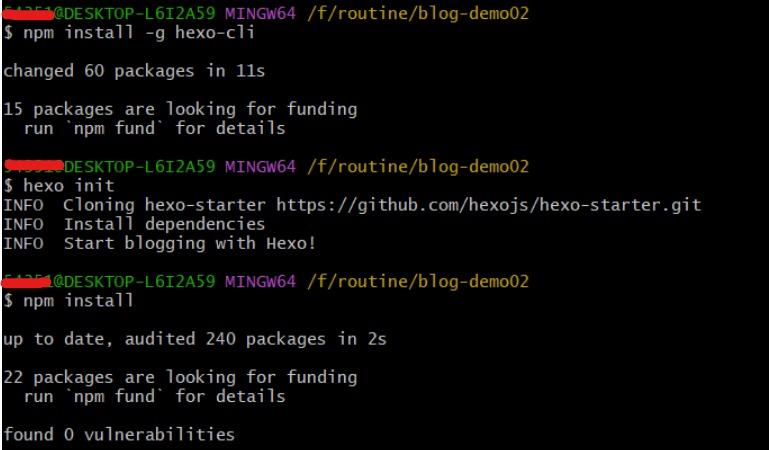 @DESKTOP-L6I2A59 MINGW64 /f/routine/blog-demo02
$ npm install -g hexo-cli
changed 60 packages in 11s
15 packages are looking for funding
run `npm fund` for details
DESKTOP-L6I2A59 MINGW64 /f/routine/blog-demo02
$ hexo init
INFO  Cloning hexo-starter https://github.com/hexojs/hexo-starter.git
INFO  Install dependencies
INFO  Start blogging with Hexo!
@DESKTOP-L6I2A59 MINGW64 /f/routine/blog-demo02
$ npm install
up to date, audited 240 packages in 2s
22 packages are looking for funding
run `npm fund` for details
found 0 vulnerabilities